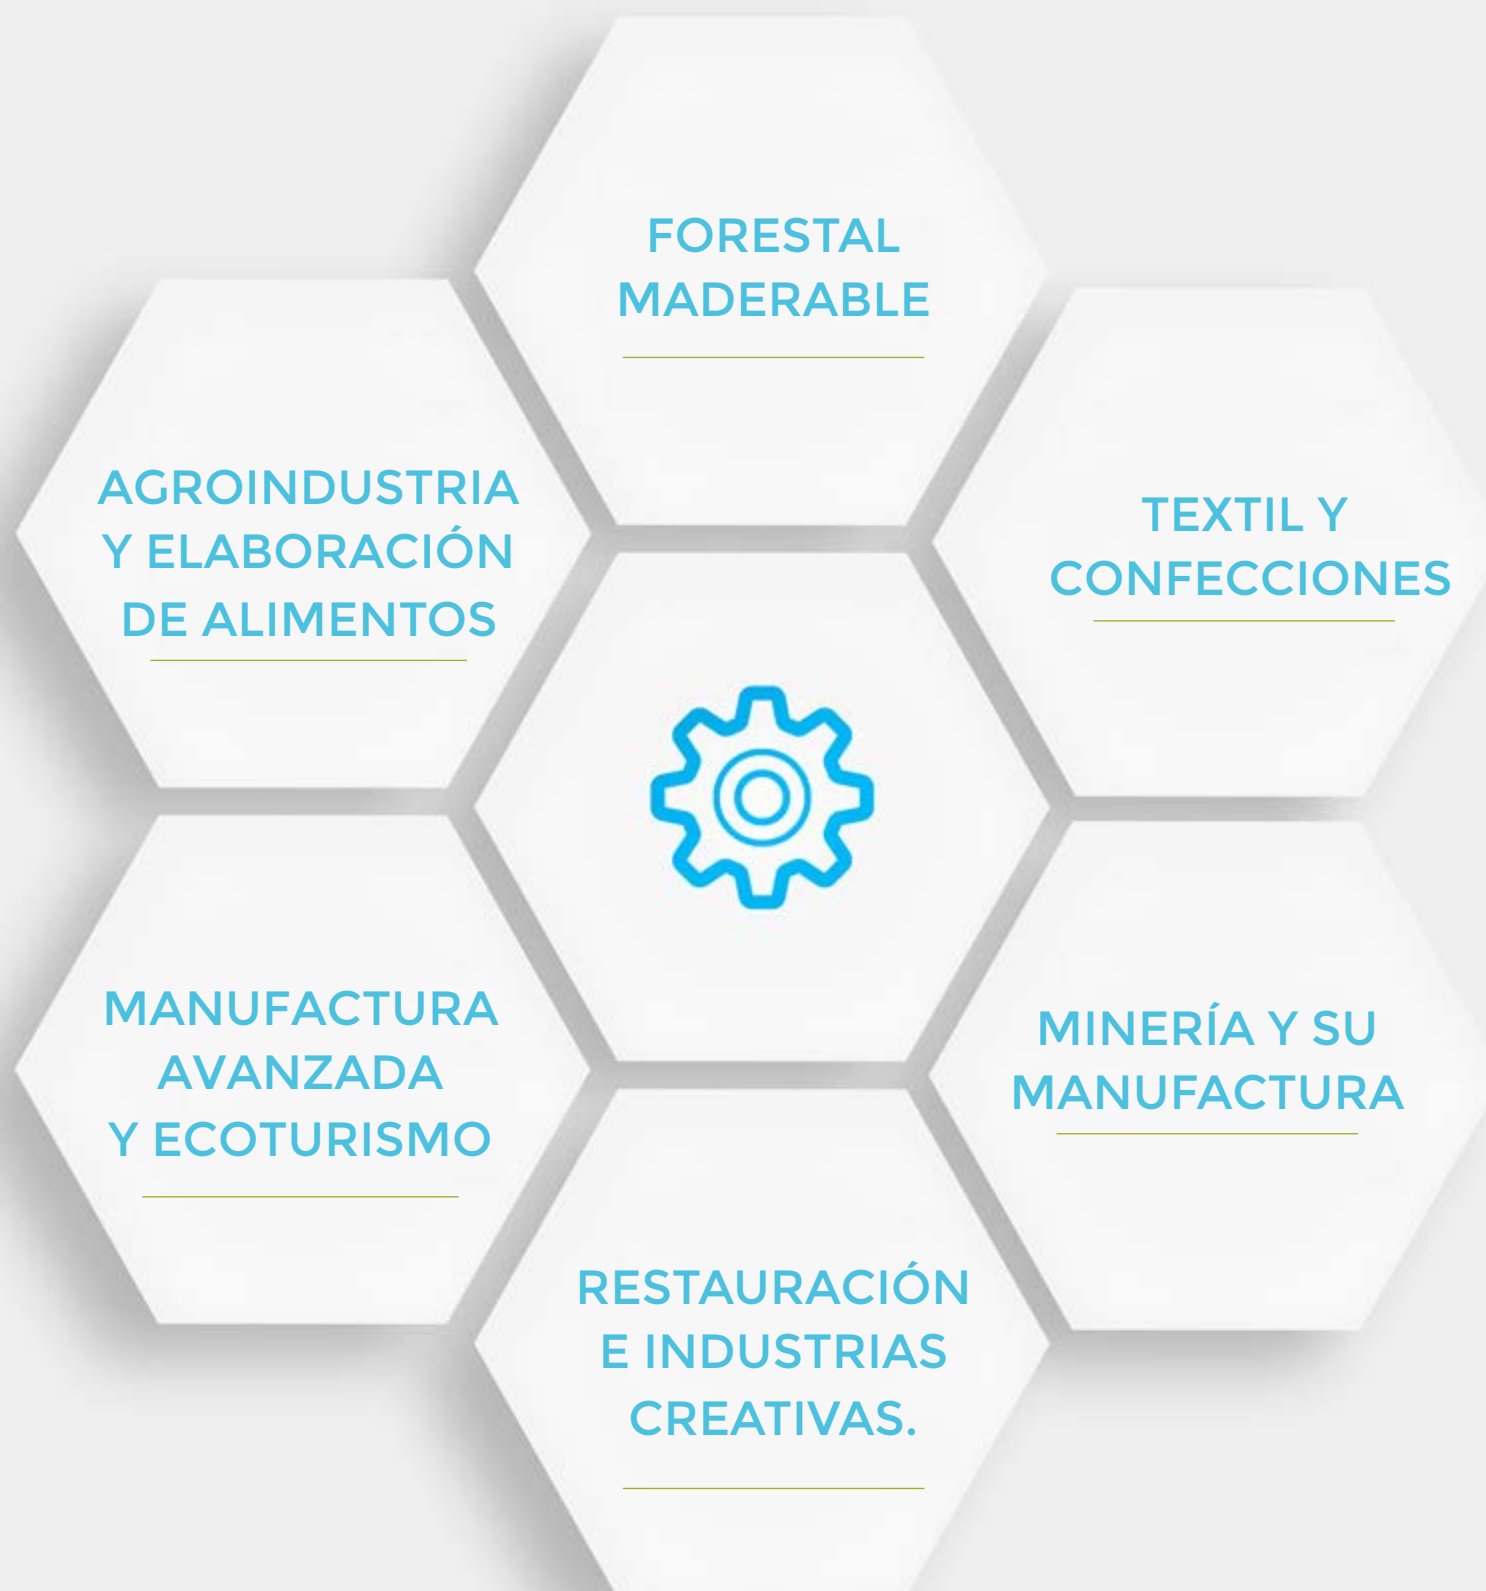 FORESTAL
MADERABLE
AGROINDUSTRIA
Y ELABORACIÓN
DE ALIMENTOS
TEXTIL Y
CONFECCIONES
MANUFACTURA
AVANZADA
Y ECOTURISMO
MINERÍA Y SU
MANUFACTURA
RESTAURACIÓN
E INDUSTRIAS
CREATIVAS.